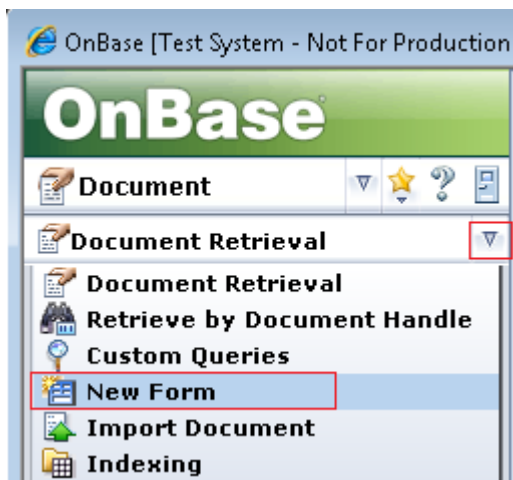 OnBase [Test System - Not For Production
OnBase
Document
Document Retrieval
Document Retrieval
Retrieve by Document Handle
Custom Queries
New Form
Import Document
Indexing